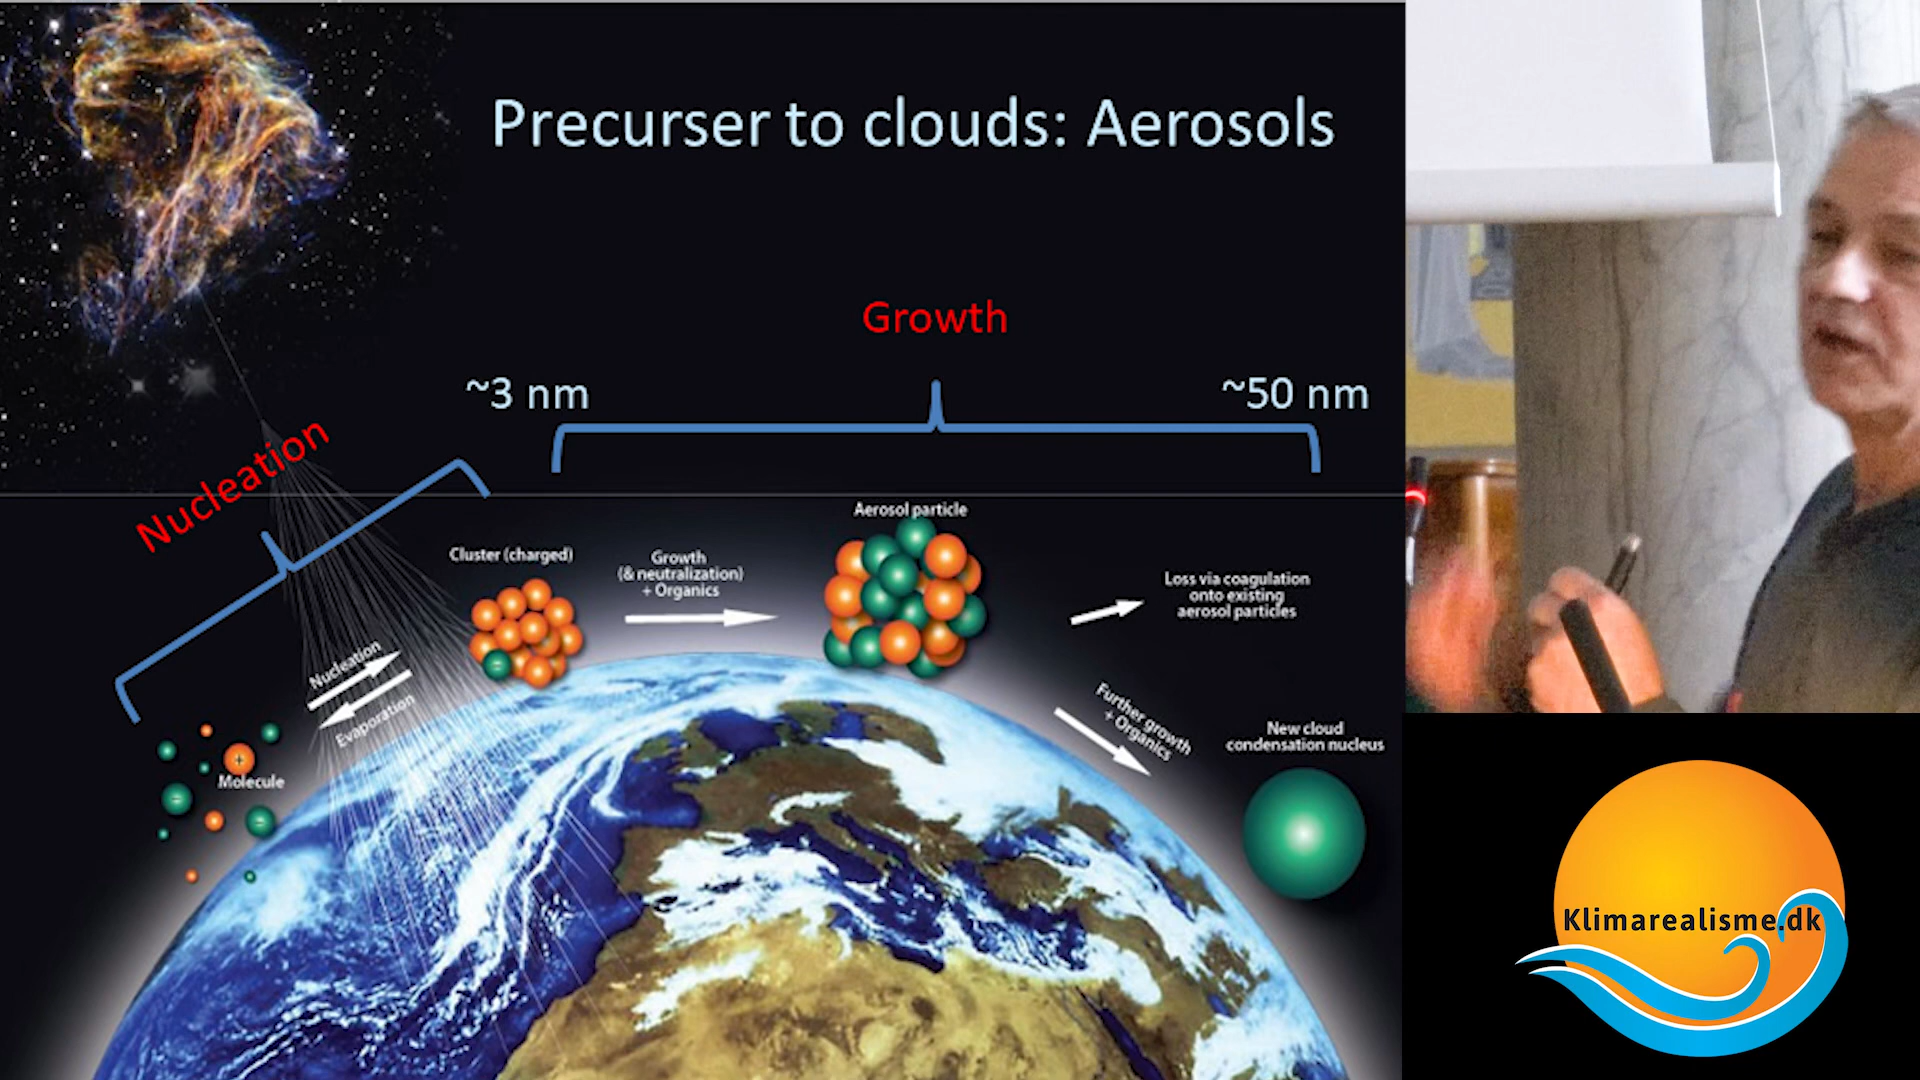 Precurser to clouds: Aerosols
Growth
~3 nm
~50 nm
Nucleation
Aerosol particle
Cluster (charged)
Growth
(& neutralization)
+ Organics
Loss via coagulation
onto existing
aerosol particles
Nucleation
Evaporation
Further growth
+ Organics
New cloud
condensation nucleus
Molecule
+
Klimarealisme.dk